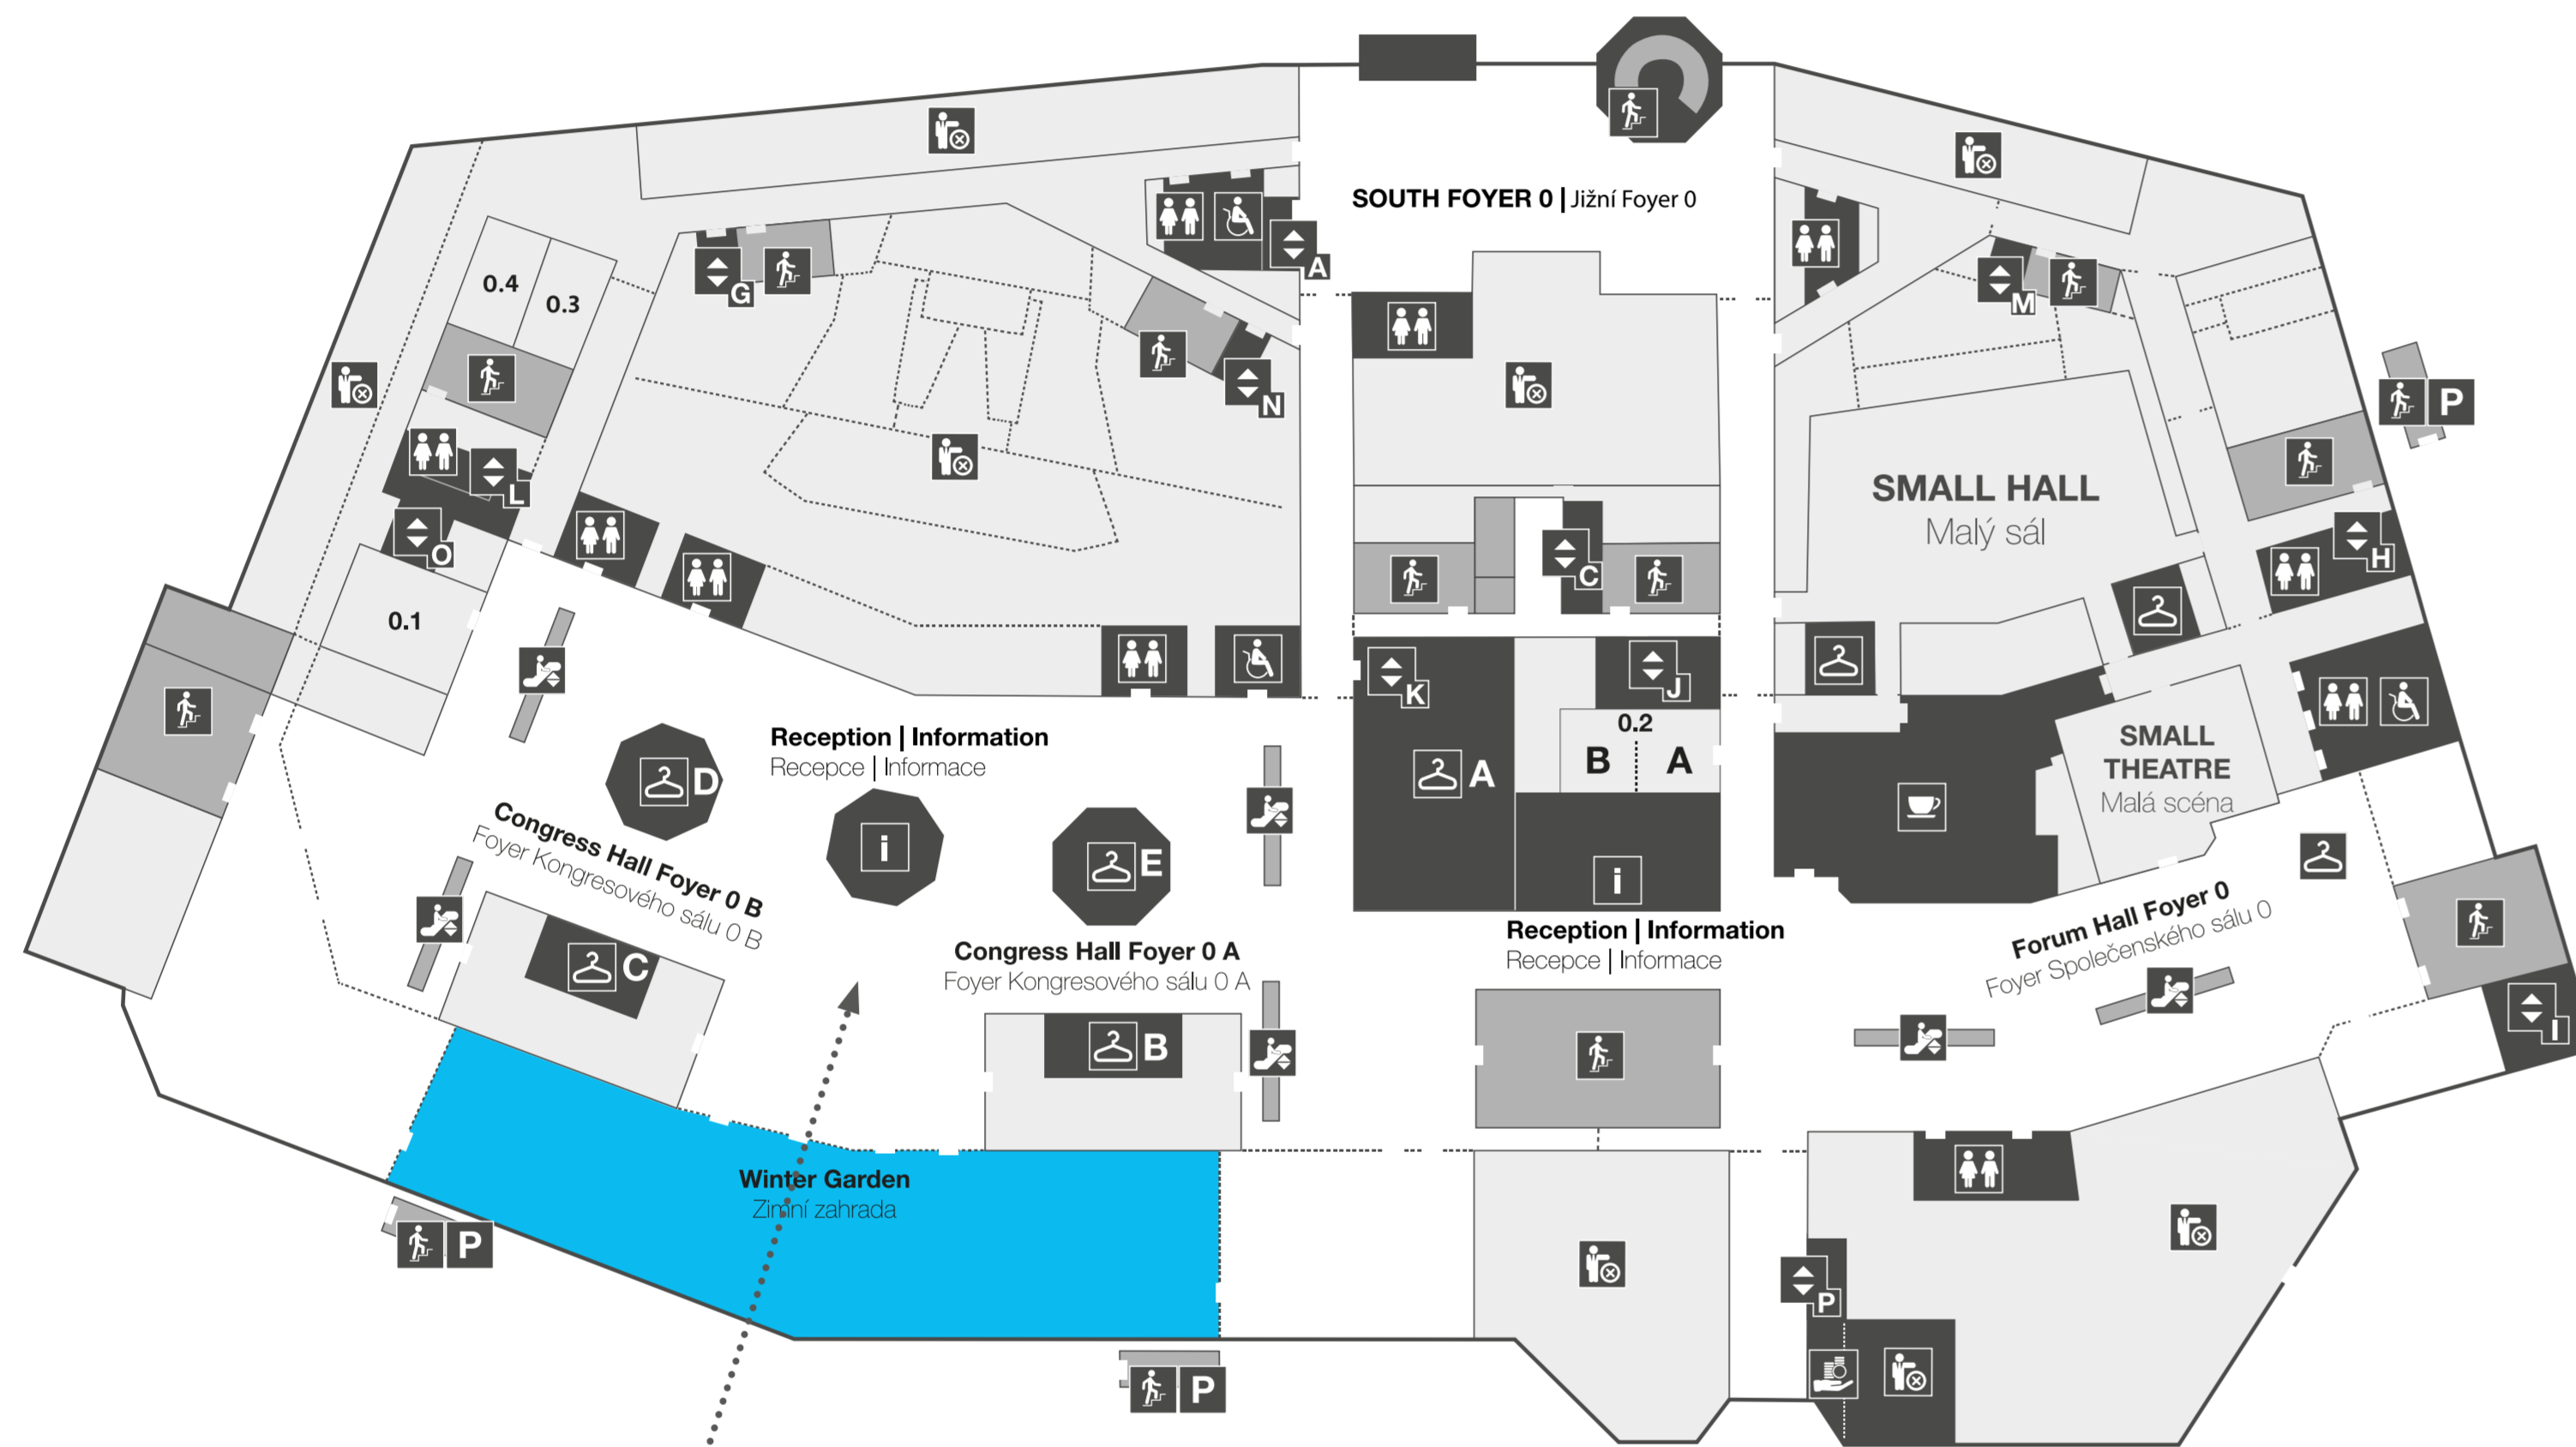 SOUTH FOYER 0 | Jižní Foyer 0
A
G
M
0.4
0.3
N
P
L
SMALL HALL
Malý sál
O
C
H
0.1
K
J
0.2
B
A
A
Reception | Information
Recepce | Informace
SMALL
THEATRE
Malá scéna
D
i
E
i
Congress Hall Foyer 0 B
Foyer Kongresového sálu 0 B
C
Congress Hall Foyer 0 A
Foyer Kongresového sálu 0 A
Reception | Information
Recepce | Informace
Forum Hall Foyer 0
Foyer Společenského sálu 0
B
I
Winter Garden
Zimní zahrada
P
P
P